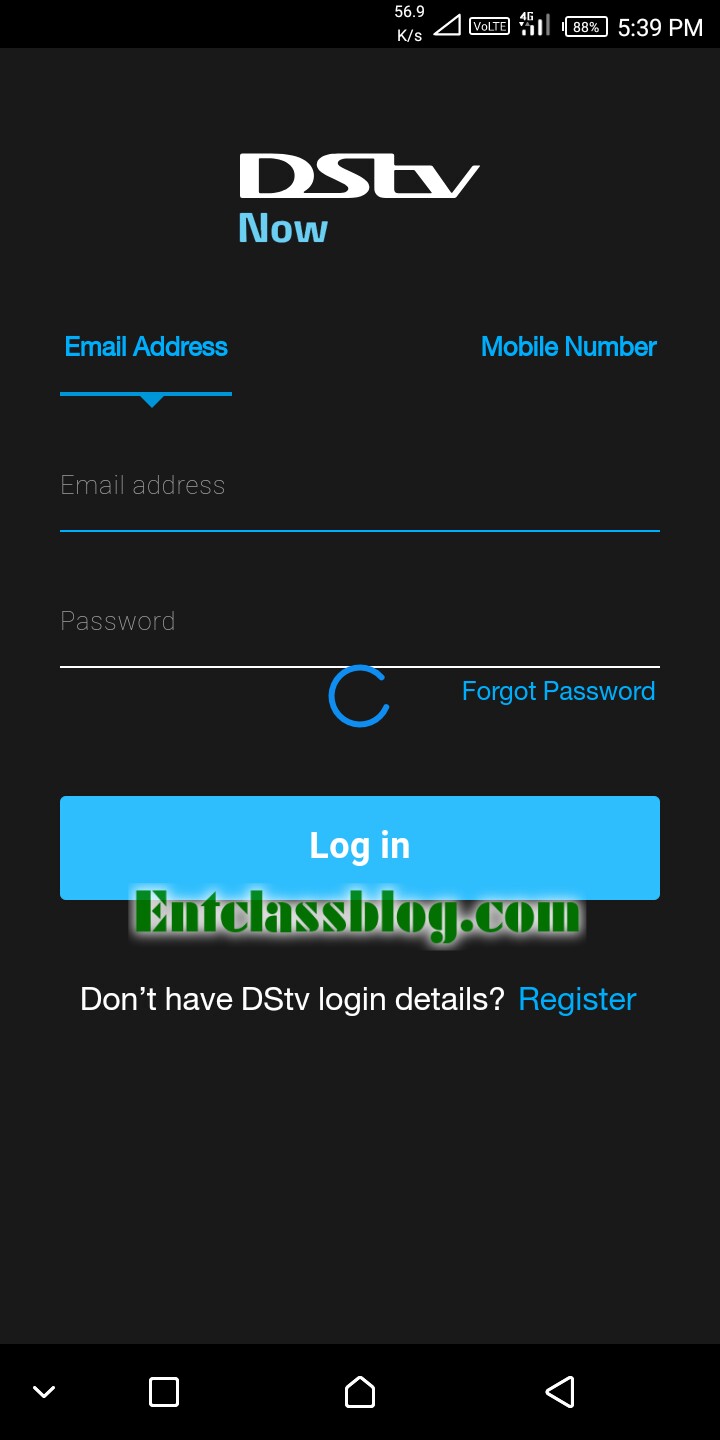 56.9
K/s
VoLTE
4G
88%
5:39 PM
DStv
Now
Email Address
Mobile Number
Email address
Password
Forgot Password
Log in
Entclassblog.com
Don’t have DStv login details? Register